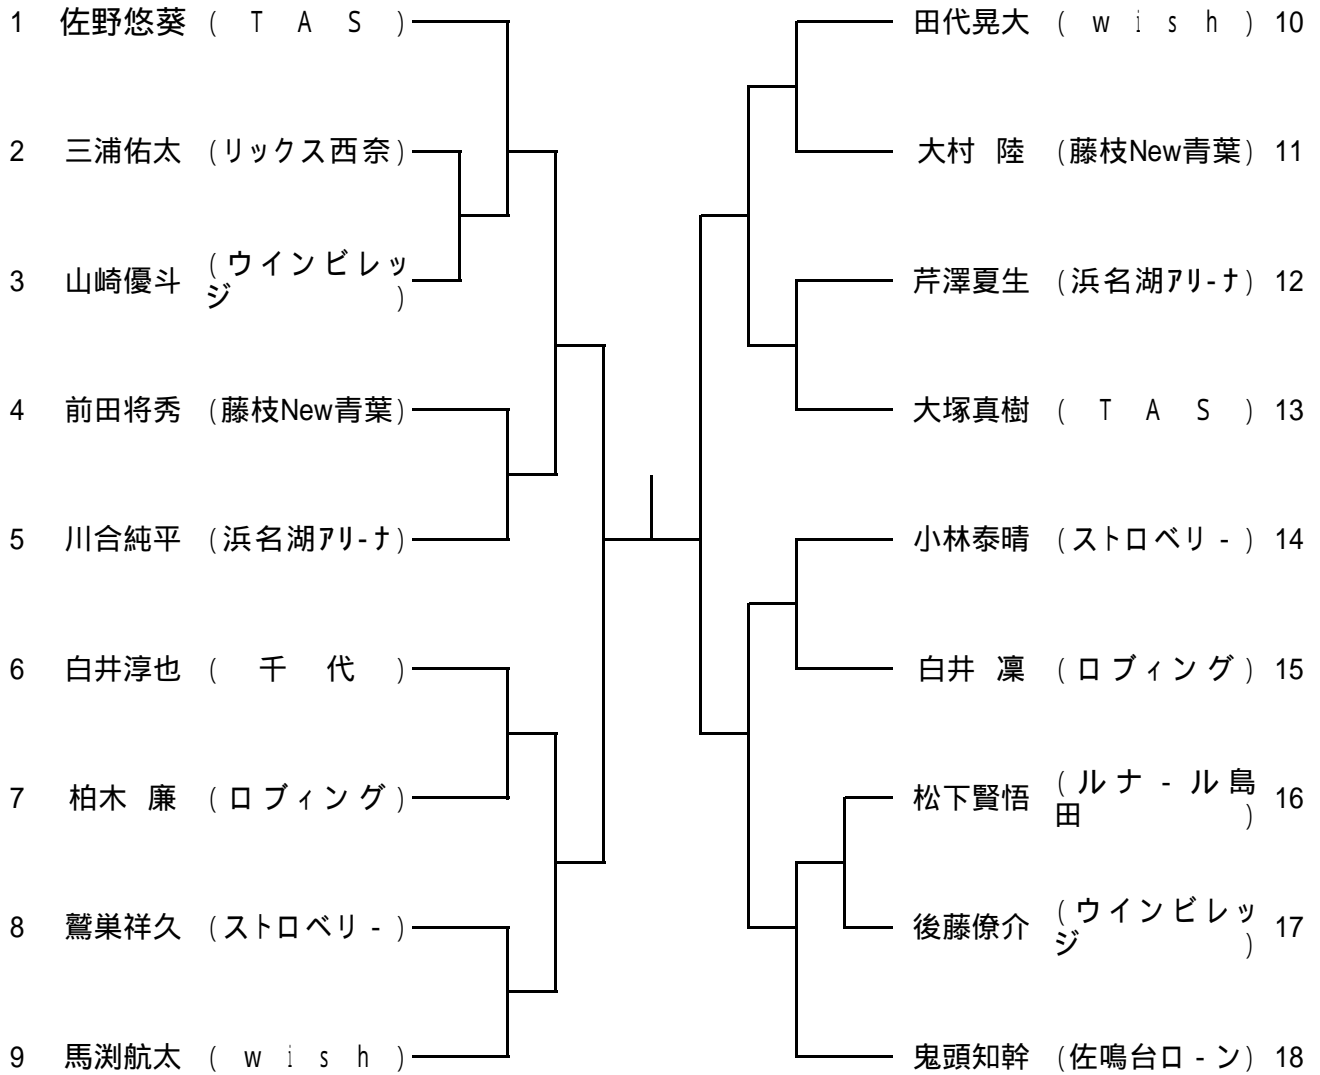 1 佐野悠葵 ( T A S )
2 三浦佑太 (リックス西奈)
3 山崎優斗 (ウインビレッ
ジ )
4 前田将秀 (藤枝New青葉)
5 川合純平 (浜名湖ｱﾘ-ﾅ)
6 白井淳也 ( 千 代 )
7 柏木 廉 (ロブィング)
8 鷲巣祥久 (ストロベリ-)
9 馬渕航太 ( w i s h )
田代晃大 ( w i s h ) 10
大村 陸 (藤枝New青葉) 11
芹澤夏生 (浜名湖ｱﾘ-ﾅ) 12
大塚真樹 ( T A S ) 13
小林泰晴 (ストロベリ-) 14
白井 凜 (ロブィング) 15
松下賢悟 (ルナ-ル島
田 ) 16
後藤僚介 (ウインビレッ
ジ ) 17
鬼頭知幹 (佐鳴台ロ-ン) 18